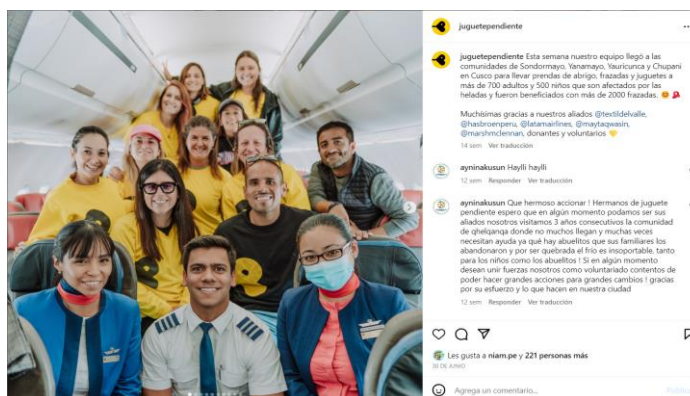 juguetependiente
juguetependiente Esta semana nuestro equipo llegó a las
comunidades de Sondormayo, Yanamayo, Yauricunca y Chupani
en Cusco para llevar prendas de abrigo, frazadas y juguetes a
más de 700 adultos y 500 niños que son afectados por las
heladas y fueron beneficiados con más de 2000 frazadas.
Muchísimas gracias a nuestros aliados @textildelvalle,
@hasbroenperu, @latamairlines, @maytaqwasin,
@marshmclennan, donantes y voluntarios
14 sem Ver traducción
ayninakusun Haylli haylli
12 sem Responder Ver traducción
ayninakusun Que hermoso accionar ! Hermanos de juguete
pendiente espero que en algún momento podamos ser sus
aliados nosotros visitamos 3 años consecutivos la comunidad
de qhelqanqa donde no muchos llegan y muchas veces
necesitan ayuda ya qué hay abuelitos que sus familiares los
abandonaron y por ser quebrada el frío es insoportable, tanto
para los niños como los abuelitos ! Si en algún momento
desean unir fuerzas nosotros como voluntariado contentos de
poder hacer grandes acciones para grandes cambios ! gracias
por su esfuerzo y lo que hacen en nuestra ciudad
12 sem Responder Ver traducción
Les gusta a niam.pe y 221 personas más
30 DE JUNIO
Agrega un comentario...